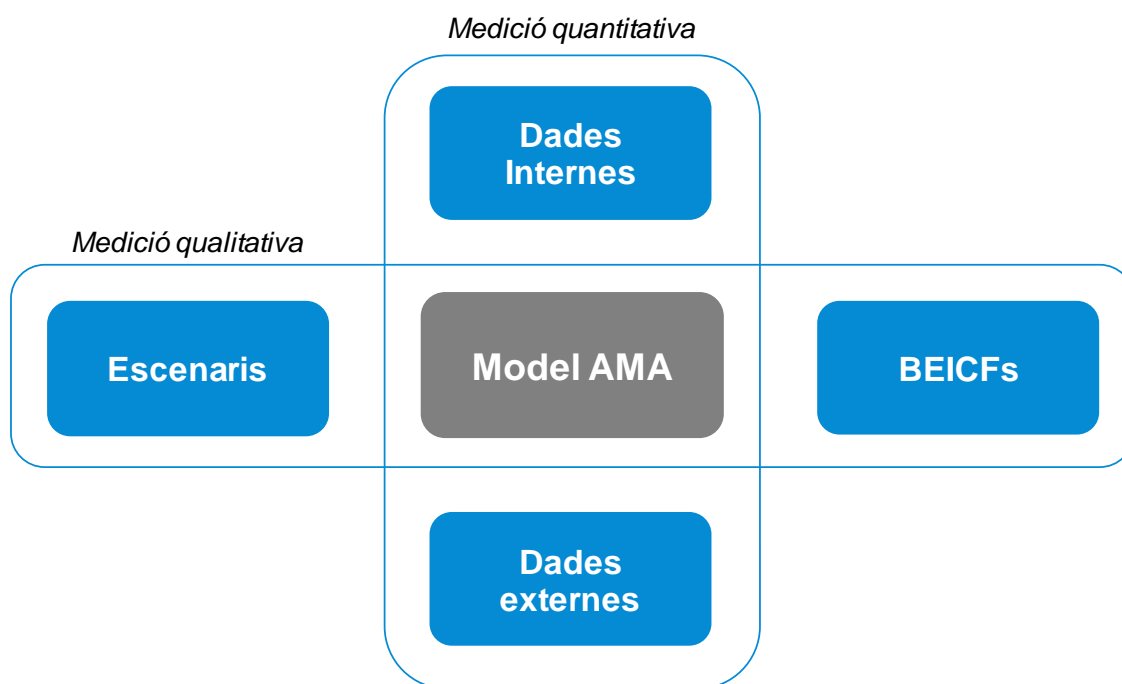 Medició quantitativa
Dades
Internes
Medició qualitativa
Escenaris
Model AMA
BEICFs
Dades
externes